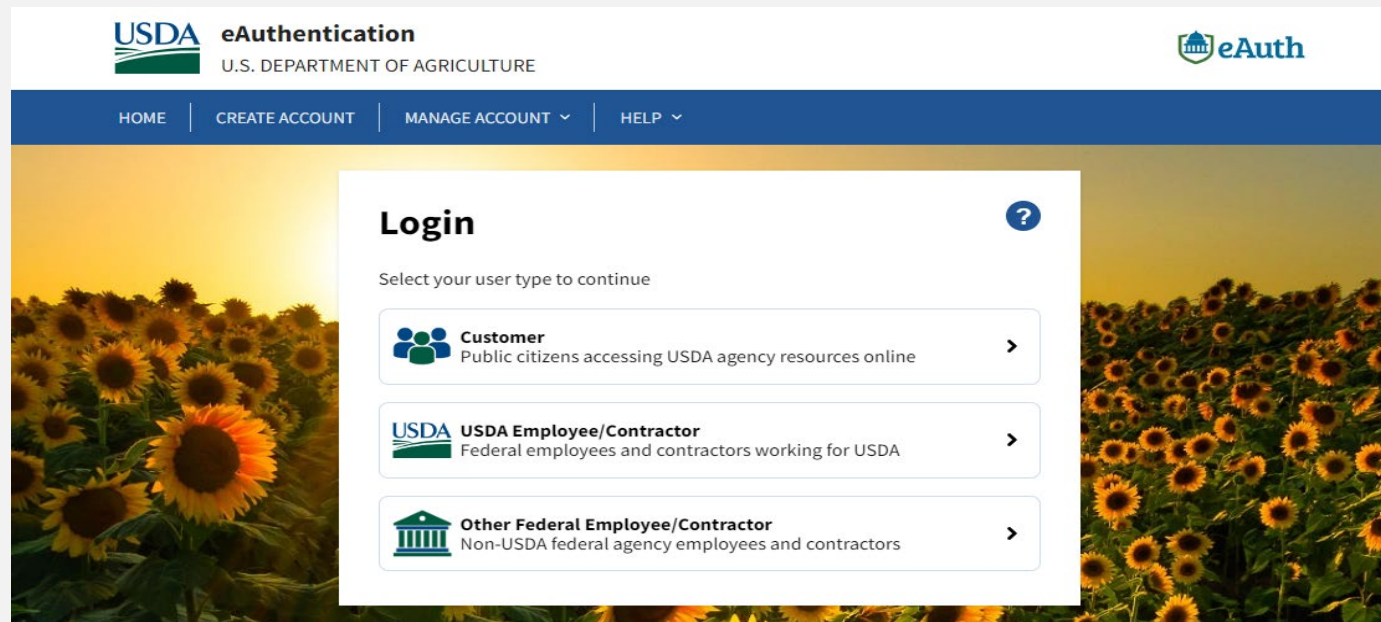 USDA eAuthentication
U.S. DEPARTMENT OF AGRICULTURE
eAuth
HOME CREATE ACCOUNT MANAGE ACCOUNT HELP
Login
?
Select your user type to continue
Customer
Public citizens accessing USDA agency resources online
USDA USDA Employee/Contractor
Federal employees and contractors working for USDA
Other Federal Employee/Contractor
Non-USDA federal agency employees and contractors